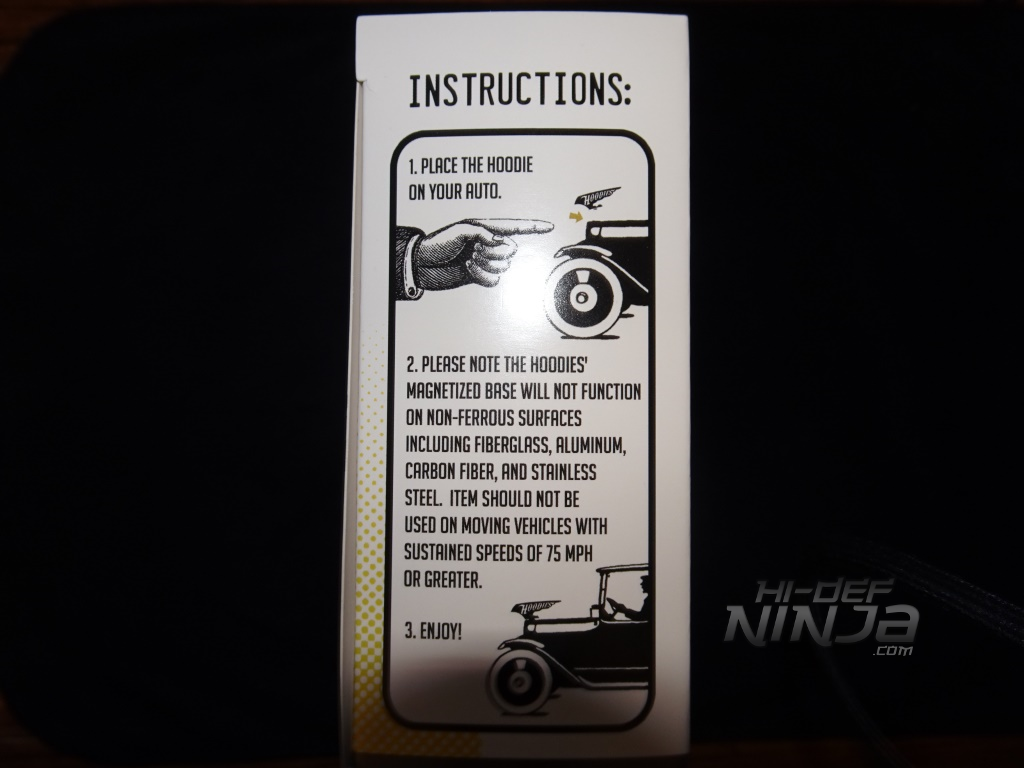 INSTRUCTIONS:
1. PLACE THE HOODIE
ON YOUR AUTO.
HOODIES
2. PLEASE NOTE THE HOODIES'
MAGNETIZED BASE WILL NOT FUNCTION
ON NON-FERROUS SURFACES
INCLUDING FIBERGLASS, ALUMINUM,
CARBON FIBER, AND STAINLESS
STEEL. ITEM SHOULD NOT BE
USED ON MOVING VEHICLES WITH
SUSTAINED SPEEDS OF 75 MPH
OR GREATER.
HOODIES
3. ENJOY!
HI-DEF
NINJA
.COM